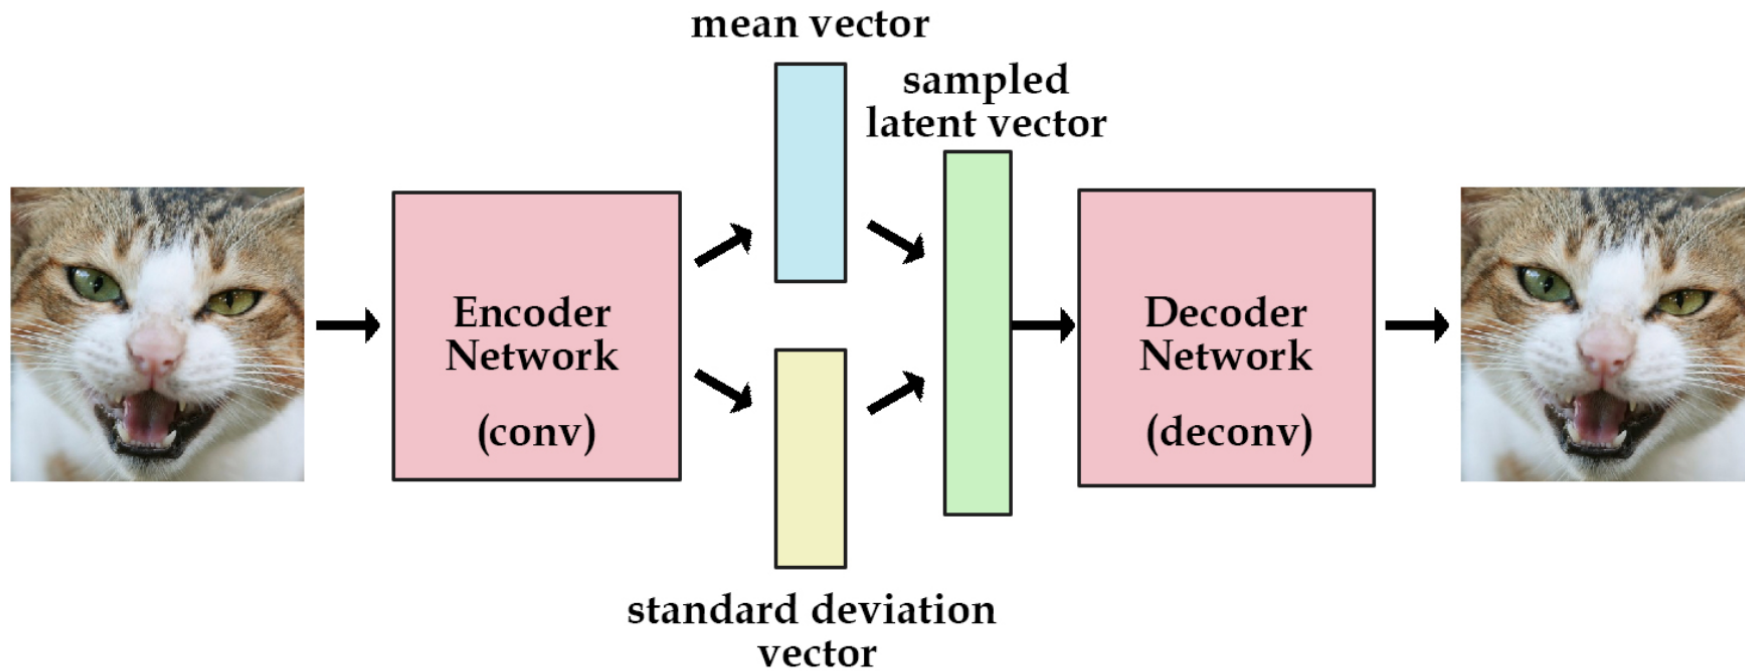 mean vector
sampled
latent vector
Encoder
Network
(conv)
Decoder
Network
(deconv)
standard deviation
vector